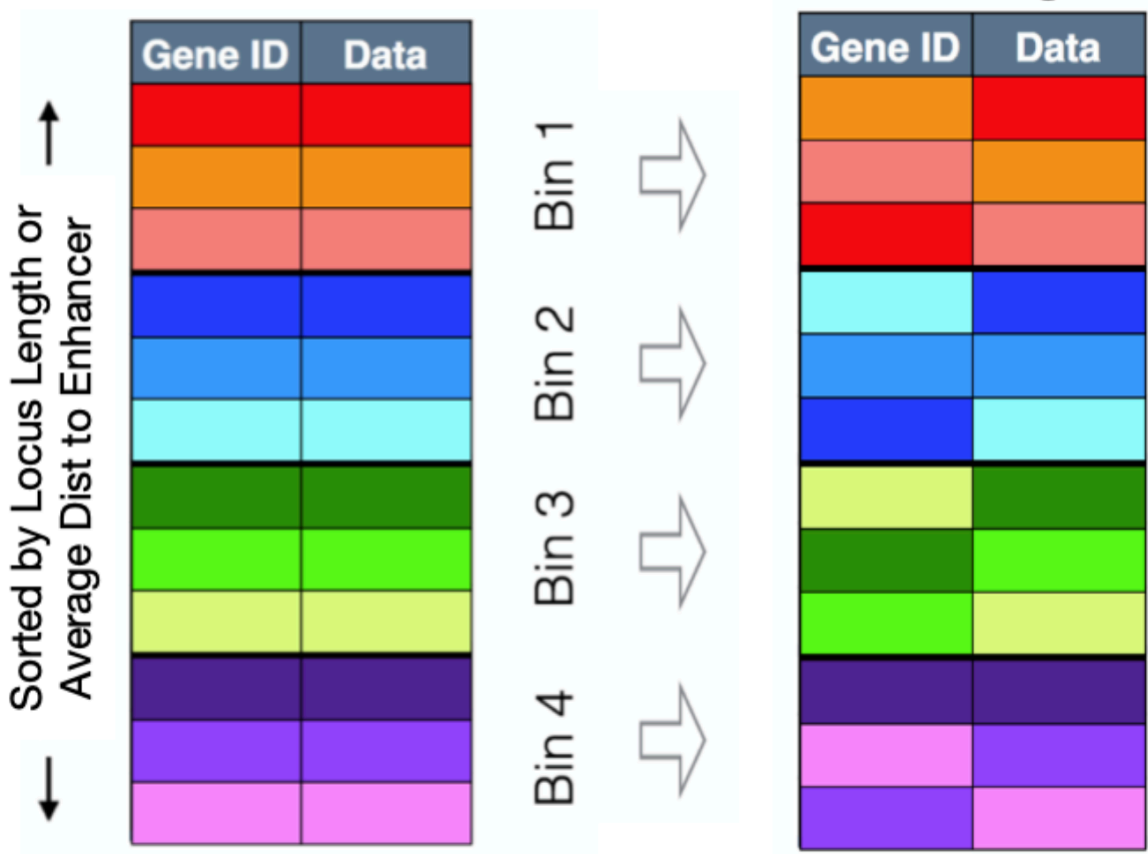 Gene ID Data
Gene ID Data
Sorted by Locus Length or
Average Dist to Enhancer
Bin 1
Bin 2
Bin 3
Bin 4